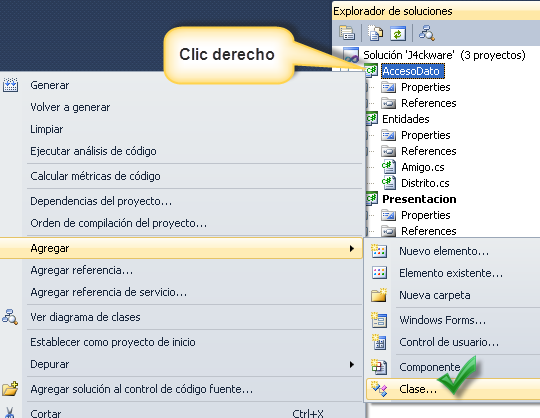 Explorador de soluciones
Solución 'J4ckware' (3 proyectos)
AccesoDato
Properties
References
Entidades
Properties
References
Amigo.cs
Distrito.cs
Presentacion
Properties
References
Clic derecho
Generar
Volver a generar
Limpiar
Ejecutar análisis de código
Calcular métricas de código
Dependencias del proyecto...
Orden de compilación del proyecto...
Agregar
Agregar referencia...
Agregar referencia de servicio...
Ver diagrama de clases
Establecer como proyecto de inicio
Depurar
Agregar solución al control de código fuente...
Cortar Ctrl+X
Nuevo elemento...
Elemento existente...
Nueva carpeta
Windows Forms...
Control de usuario...
Componente
Clase...